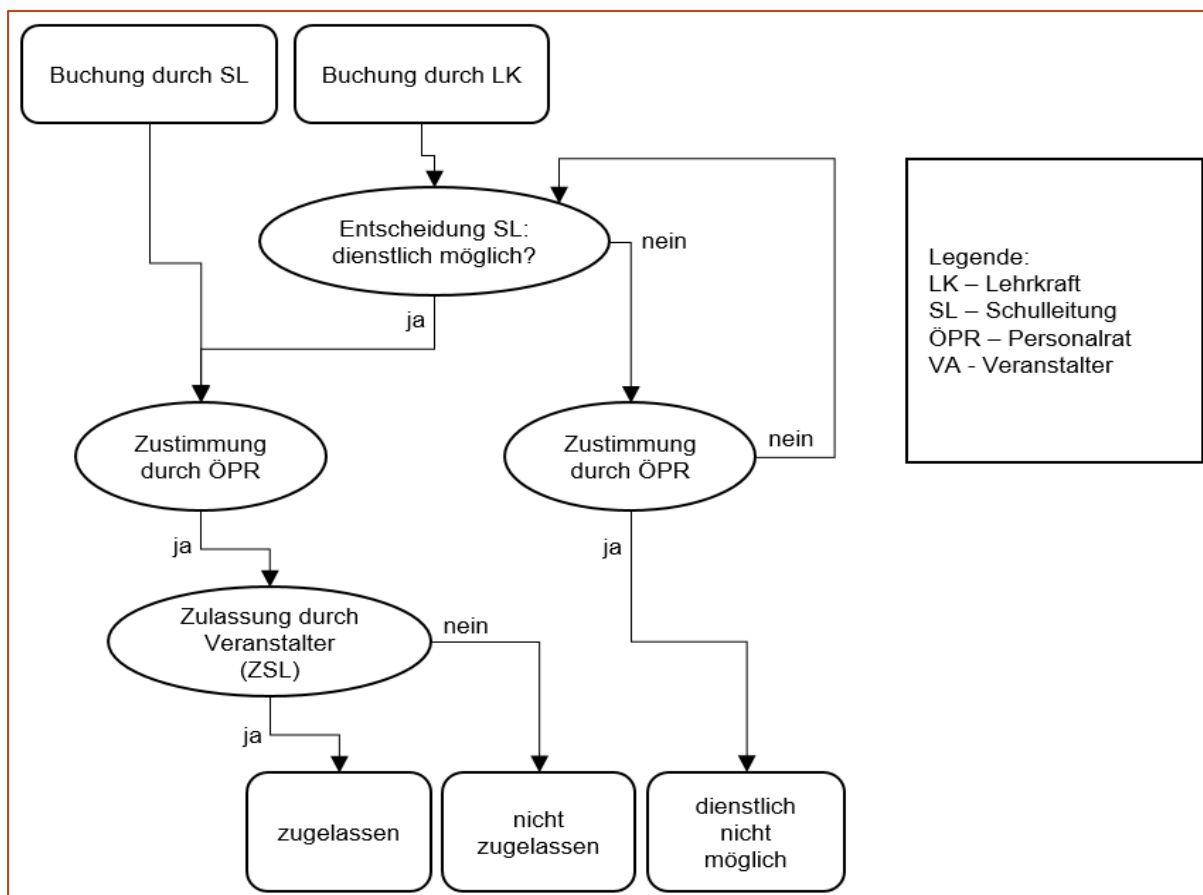 Buchung durch SL
Buchung durch LK
Entscheidung SL:
dienstlich möglich?
nein
ja
Legende:
LK – Lehrkraft
SL – Schulleitung
ÖPR – Personalrat
VA - Veranstalter
Zustimmung
durch ÖPR
Zustimmung
durch ÖPR
nein
ja
ja
Zulassung durch
Veranstalter
(ZSL)
nein
ja
zugelassen
nicht
zugelassen
dienstlich
nicht
möglich